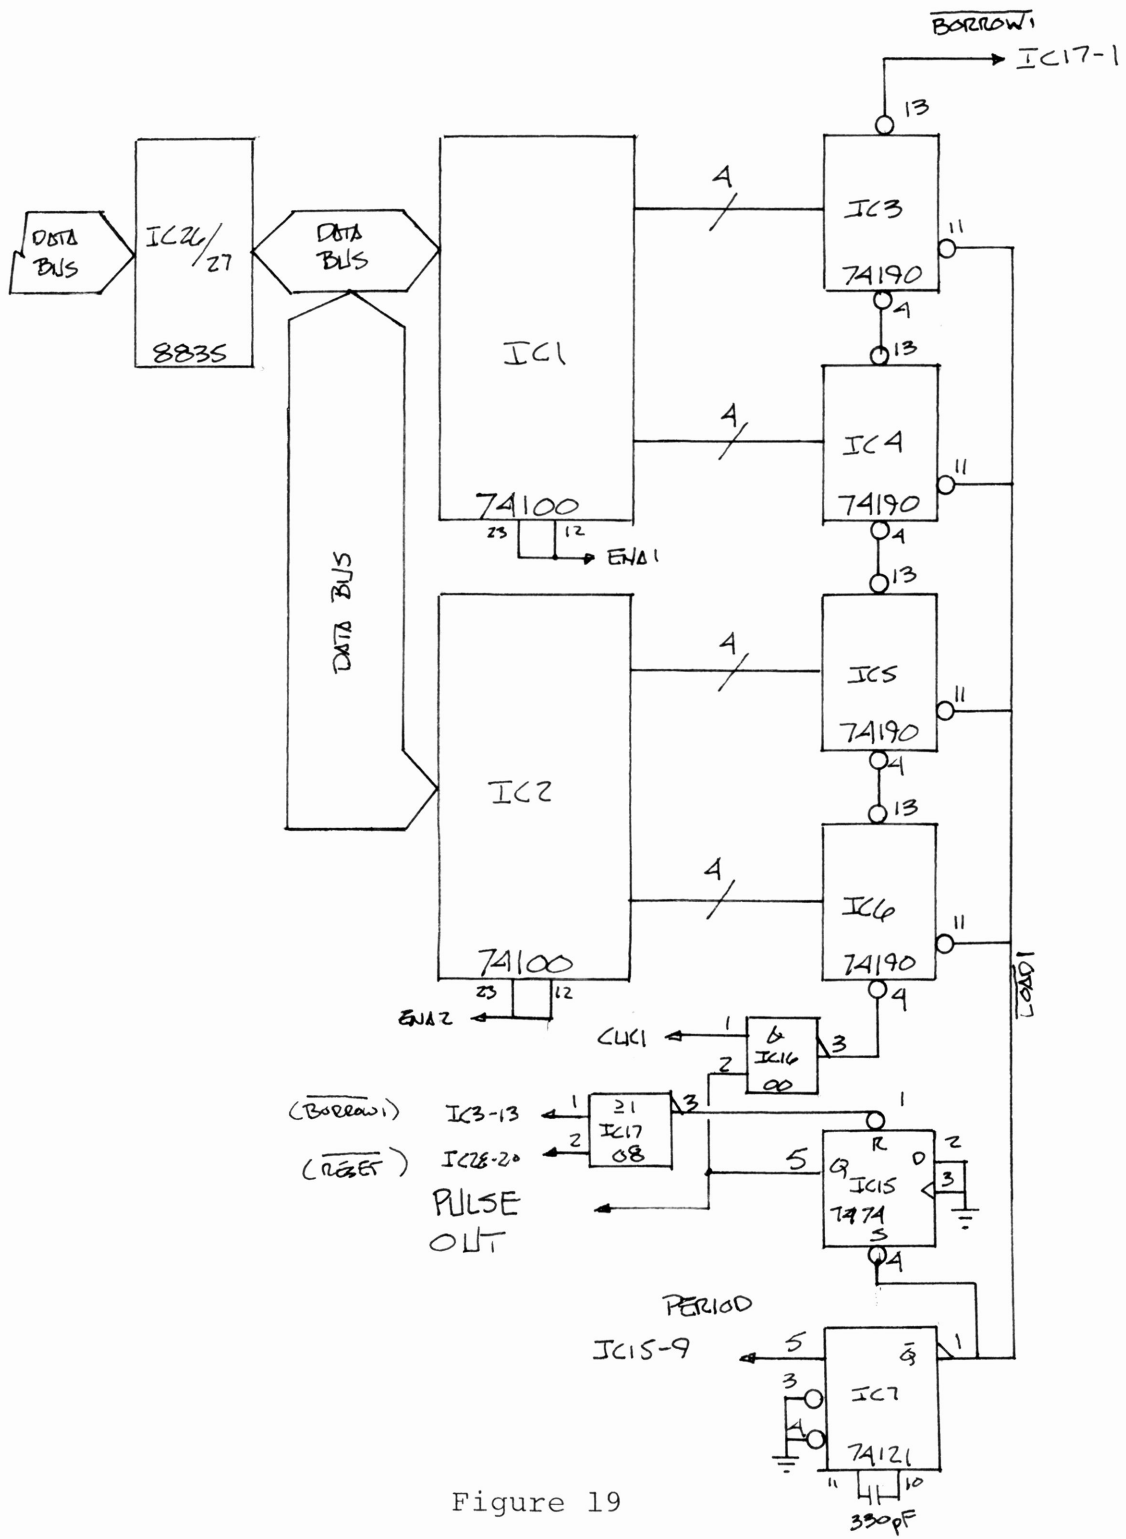 BORROW1
IC17-1
13
DATA
BUS
IC26/27
8835
DATA
BUS
IC1
74100
23
12
ENA1
4
4
IC3
74190
11
4
13
IC4
74190
11
4
13
DATA BUS
IC2
74100
23
12
ENA2
4
4
IC5
74190
11
4
13
IC6
74190
11
4
LOAD1
CLK1
1
2
&
IC16
00
3
(BORROW1)
IC3-13
1
(RESET)
IC28-20
2
≥1
IC17
08
3
1
R
D
2
3
5
Q
IC15
7474
S
4
PULSE
OUT
PERIOD
IC15-9
5
Q̅
1
3
4
IC7
74121
11
10
330pF
Figure 19